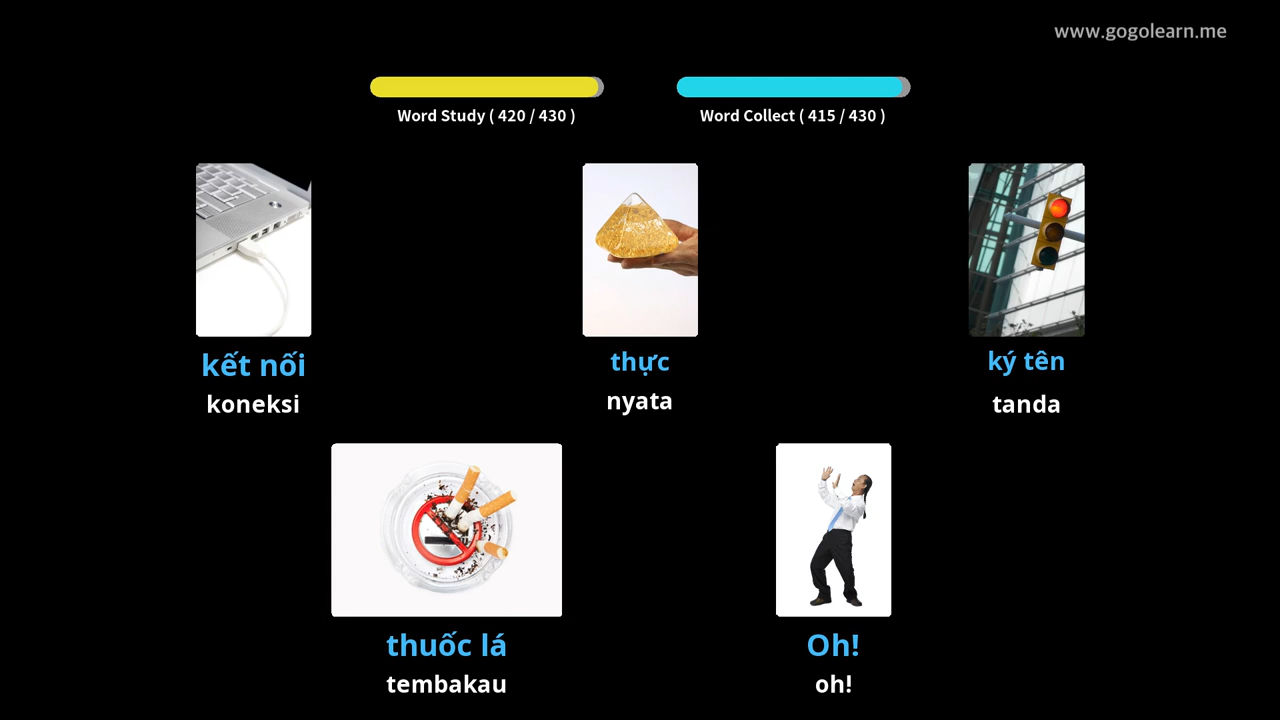 www.gogolearn.me
Word Study ( 420 / 430 )
Word Collect ( 415 / 430 )
kết nối
koneksi
thực
nyata
ký tên
tanda
thuốc lá
tembakau
Oh!
oh!